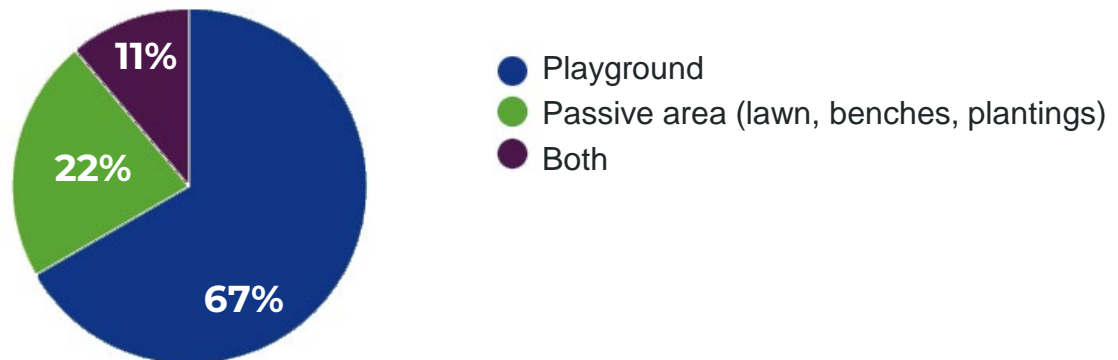 11%
22%
67%
Playground
Passive area (lawn, benches, plantings)
Both